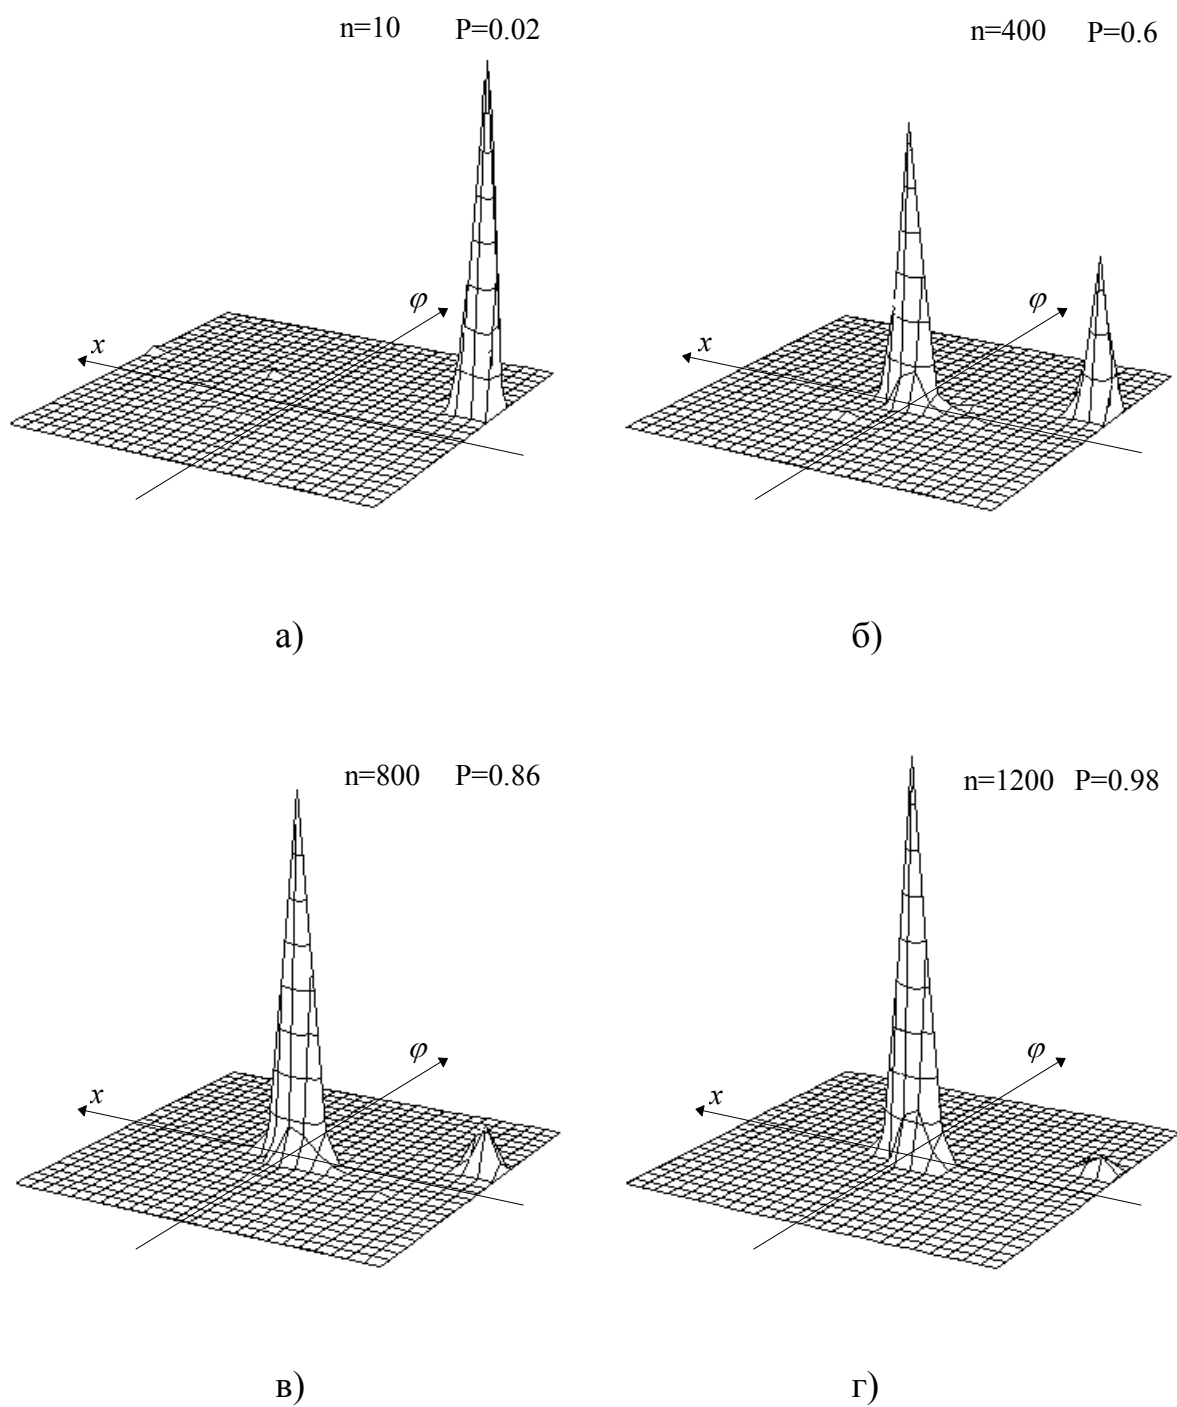 n=10 P=0.02
n=400 P=0.6
φ
x
φ
x
а)
б)
n=800 P=0.86
n=1200 P=0.98
φ
x
φ
x
в)
г)